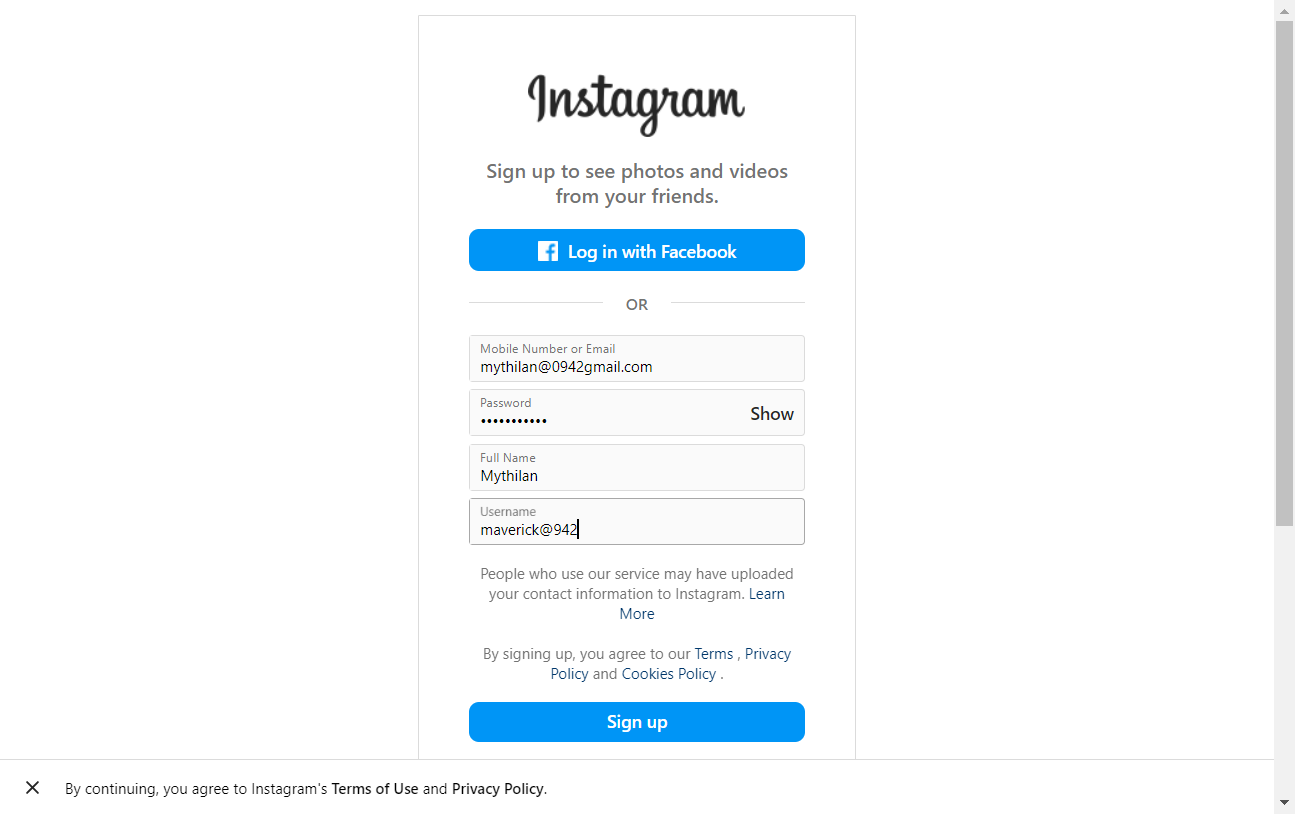 Instagram
Sign up to see photos and videos
from your friends.
Log in with Facebook
OR
Mobile Number or Email
mythilan@0942gmail.com
Password
•••••••••••
Show
Full Name
Mythilan
Username
maverick@942
People who use our service may have uploaded
your contact information to Instagram. Learn
More
By signing up, you agree to our Terms , Privacy
Policy and Cookies Policy .
Sign up
By continuing, you agree to Instagram's Terms of Use and Privacy Policy.